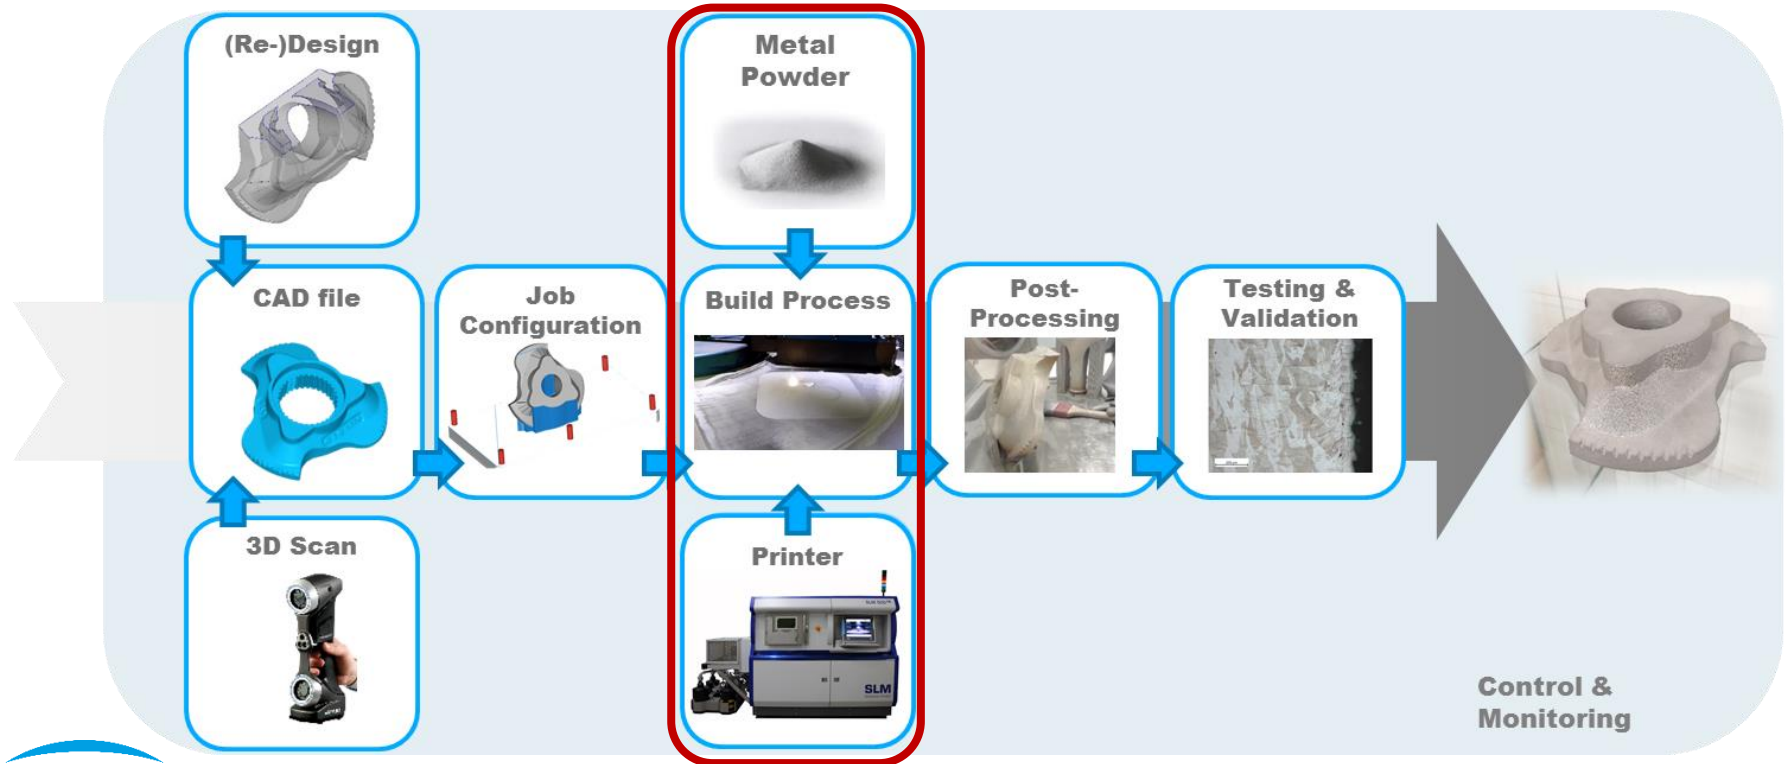 (Re-)Design
Metal
Powder
CAD file
Job
Configuration
Build Process
Post-
Processing
Testing &
Validation
3D Scan
Printer
SLM
Control &
Monitoring